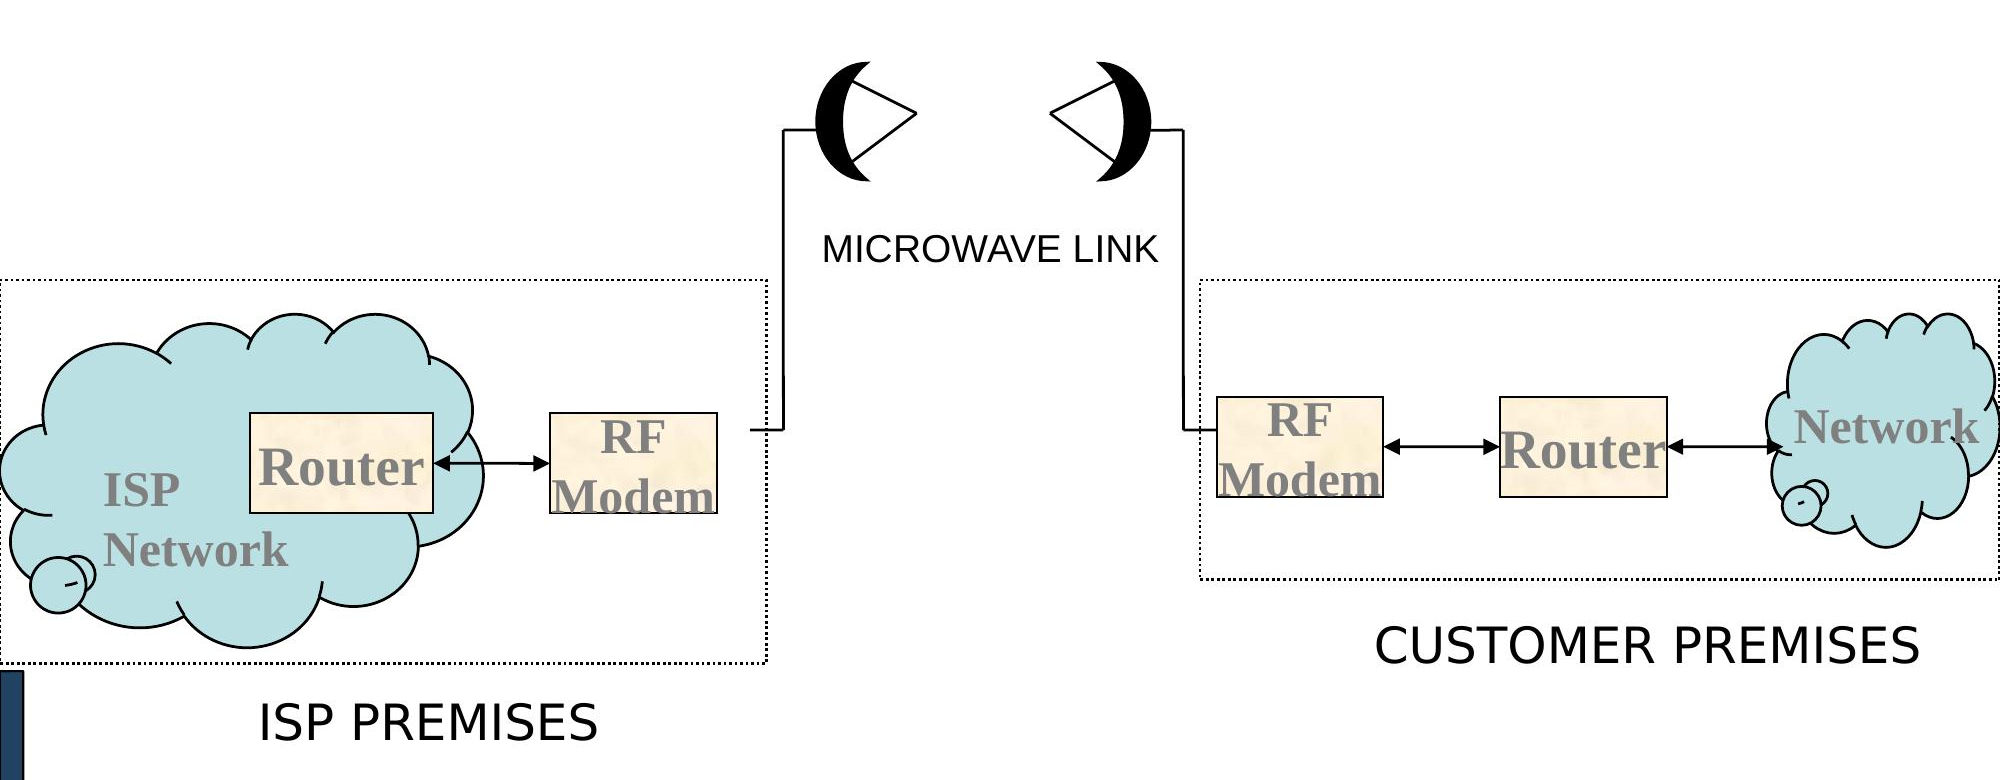 MICROWAVE LINK
Router
RF
Modem
ISP
Network
RF
Modem
Router
Network
CUSTOMER PREMISES
ISP PREMISES